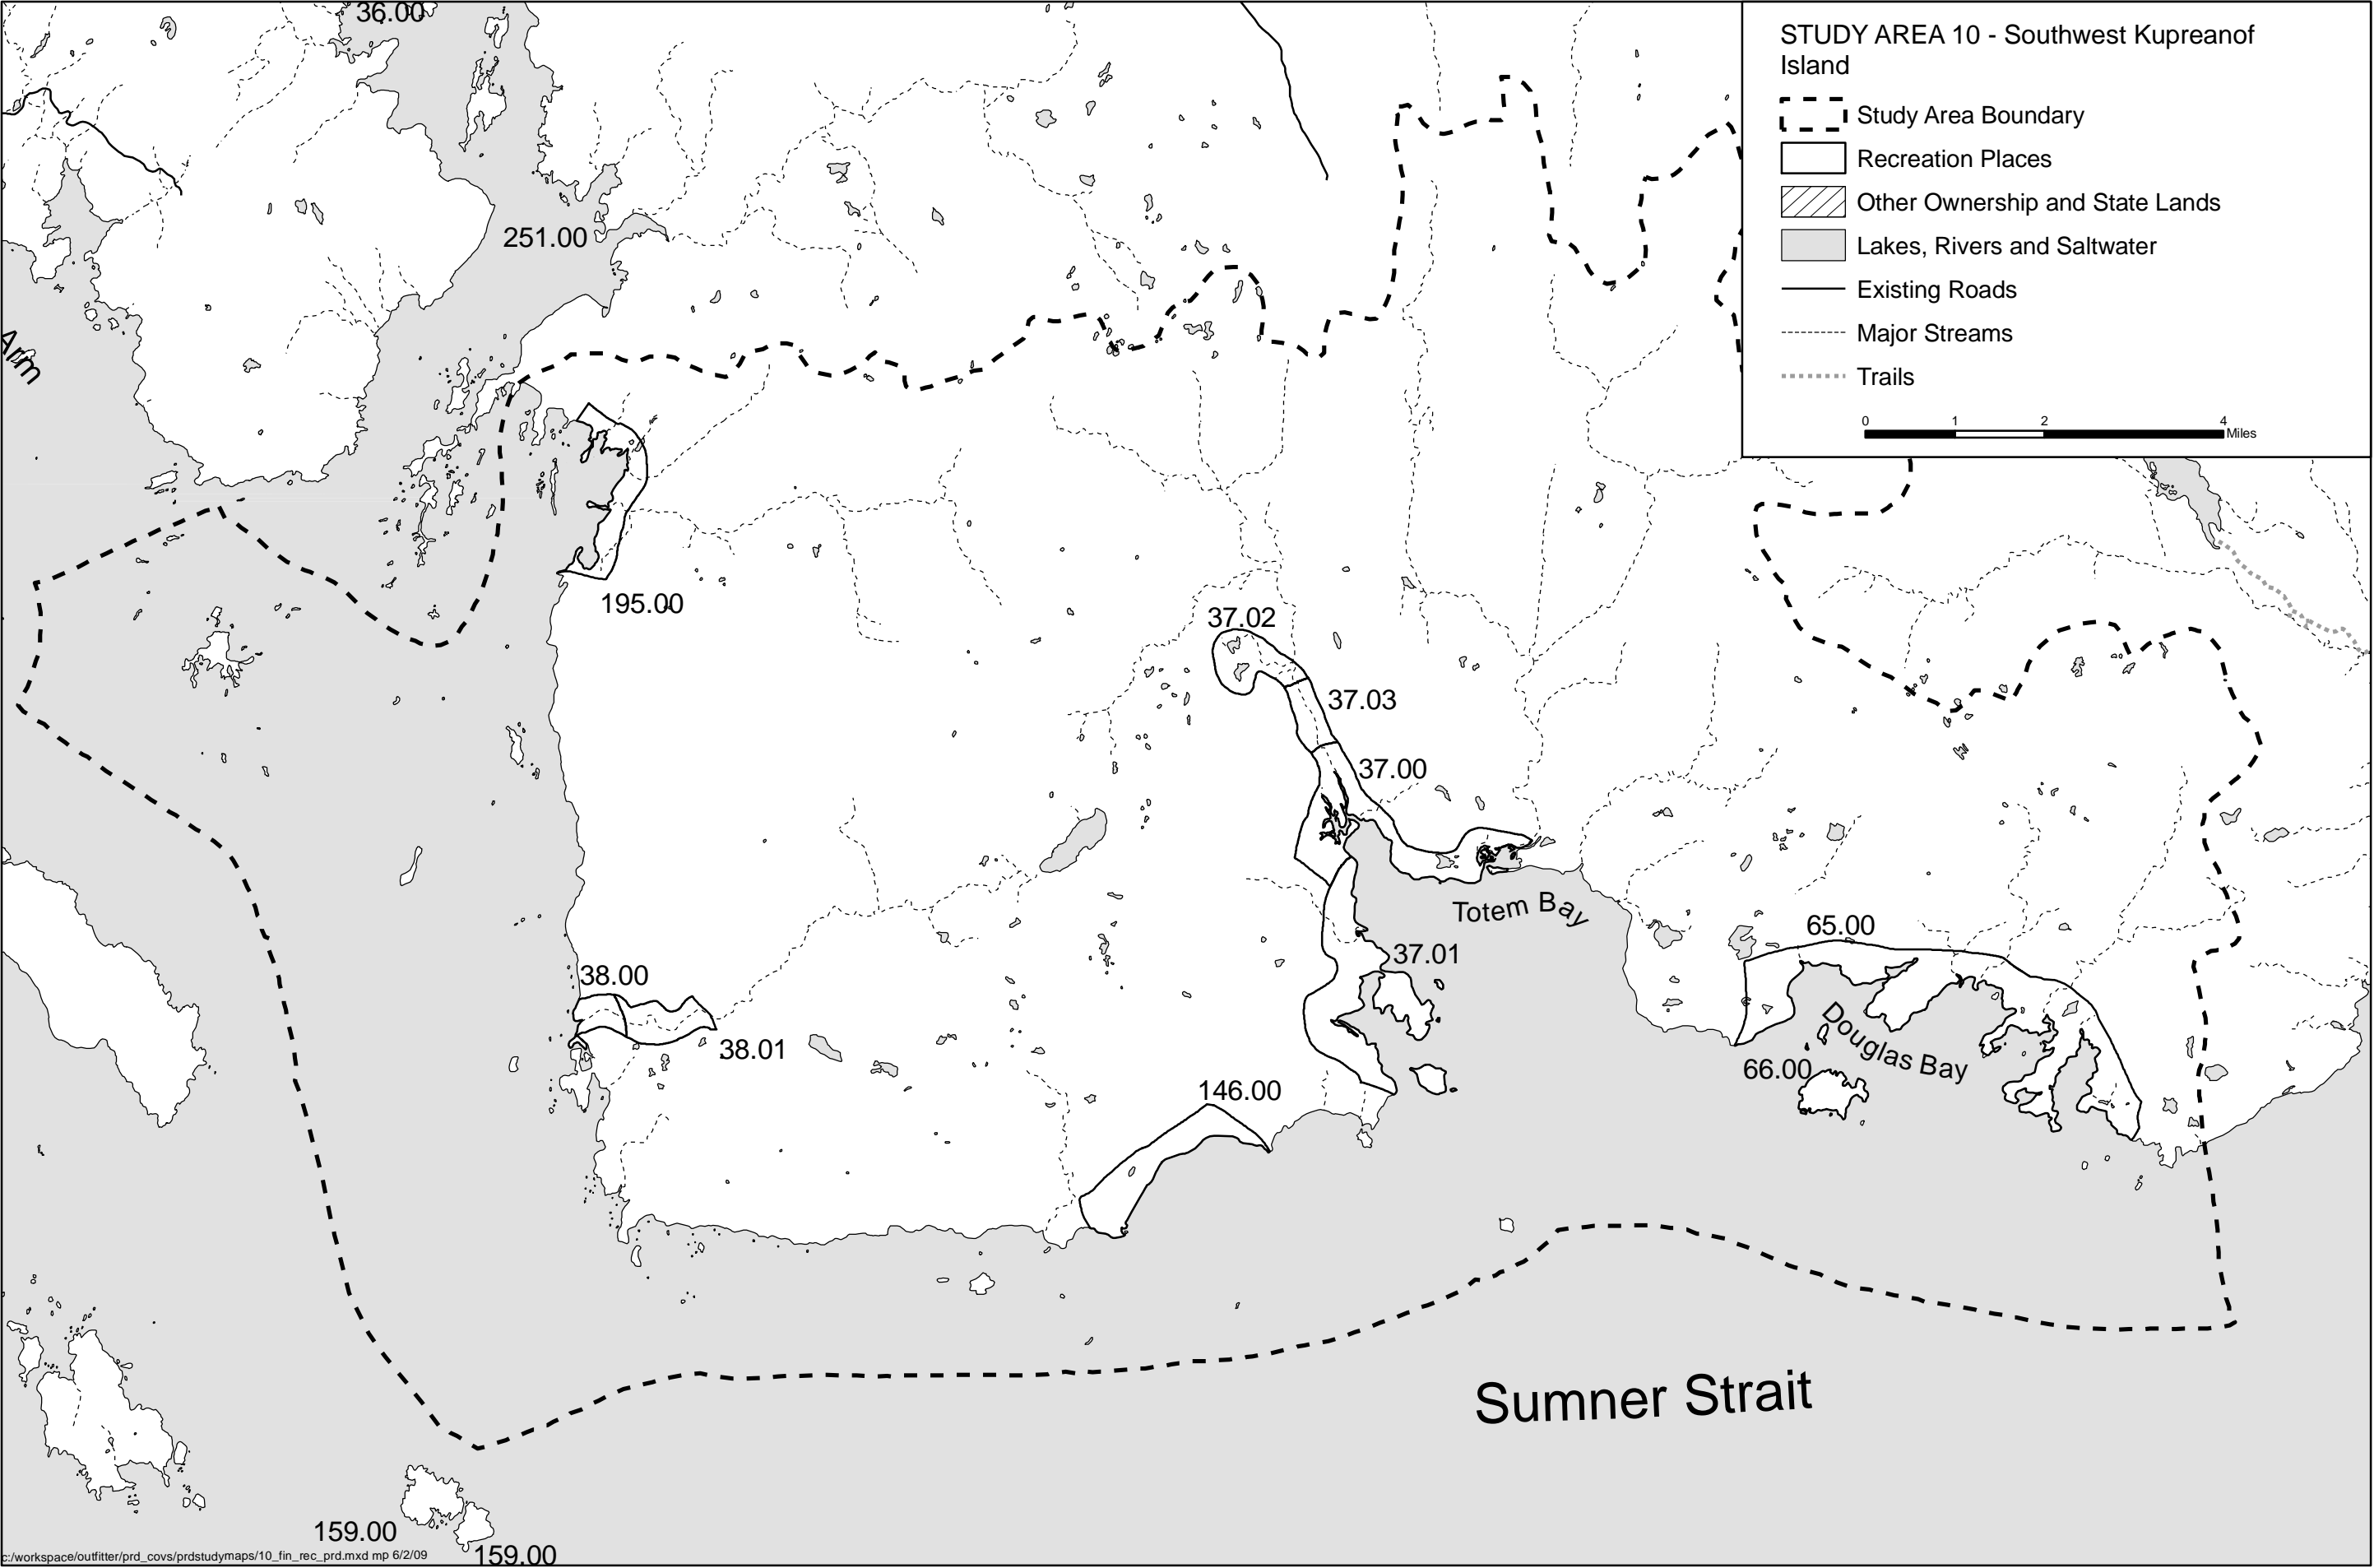 36.00
STUDY AREA 10 - Southwest Kupreanof
Island
Study Area Boundary
Recreation Places
Other Ownership and State Lands
Lakes, Rivers and Saltwater
Existing Roads
Major Streams
Trails
0 1 2 4
Miles
251.00
Arm
195.00
37.02
37.03
37.00
Totem Bay
37.01
65.00
38.00
38.01
Douglas Bay
66.00
146.00
Sumner Strait
159.00
159.00
c:/workspace/outfitter/prd_covs/prdstudymaps/10_fin_rec_prd.mxd mp 6/2/09